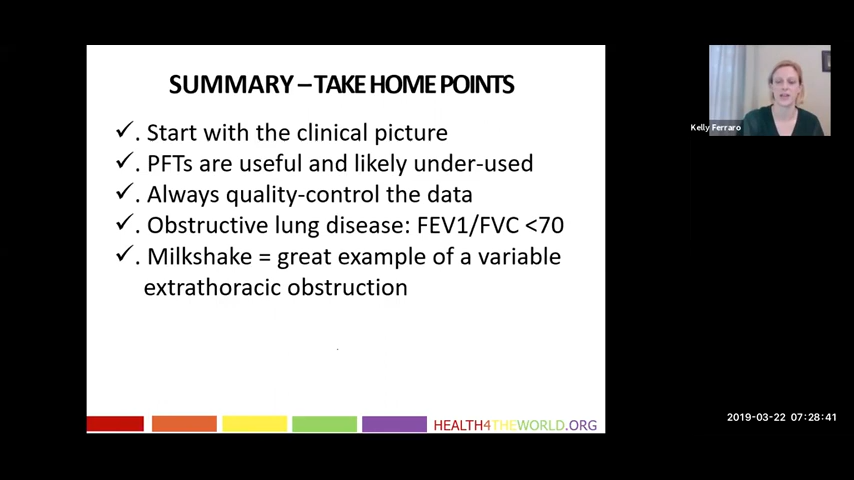 SUMMARY – TAKE HOME POINTS
✓. Start with the clinical picture
✓. PFTs are useful and likely under-used
✓. Always quality-control the data
✓. Obstructive lung disease: FEV1/FVC <70
✓. Milkshake = great example of a variable
extrathoracic obstruction
HEALTH4THEWORLD.ORG
Kelly Ferraro
2019-03-22 07:28:41